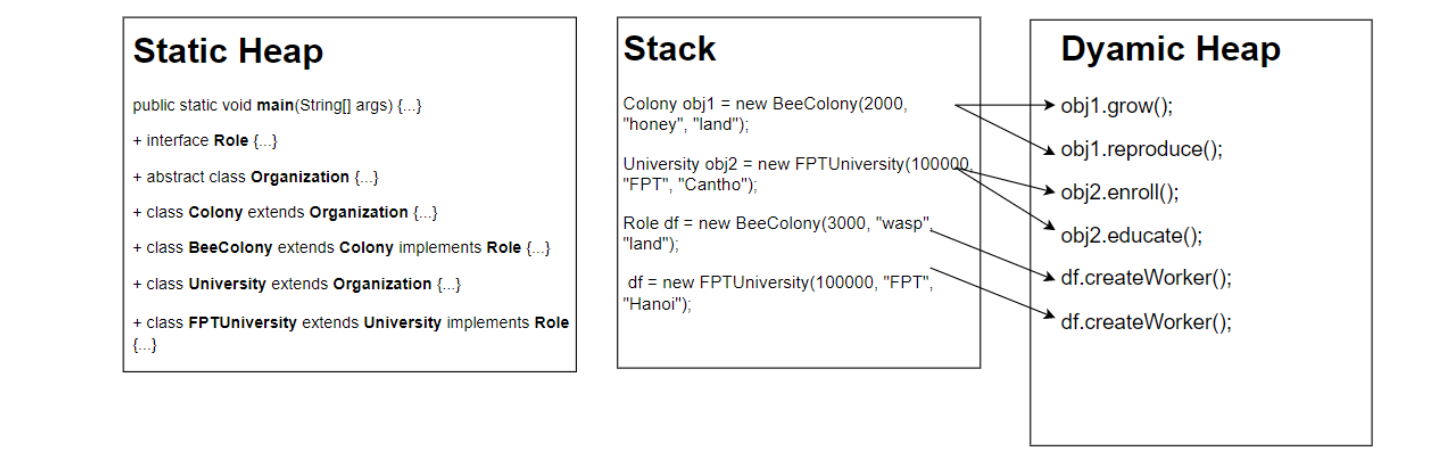 Static Heap
public static void main(String[] args) {...}
+ interface Role {...}
+ abstract class Organization {...}
+ class Colony extends Organization {...}
+ class BeeColony extends Colony implements Role {...}
+ class University extends Organization {...}
+ class FPTUniversity extends University implements Role
{...}
Stack
Colony obj1 = new BeeColony(2000,
"honey", "land");
University obj2 = new FPTUniversity(100000,
"FPT", "Cantho");
Role df = new BeeColony(3000, "wasp",
"land");
df = new FPTUniversity(100000, "FPT",
"Hanoi");
Dyamic Heap
obj1.grow();
obj1.reproduce();
obj2.enroll();
obj2.educate();
df.createWorker();
df.createWorker();